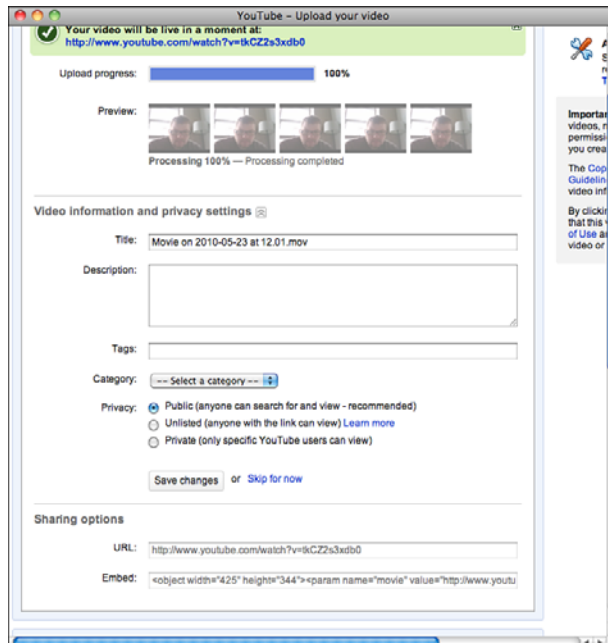 YouTube – Upload your video
Your video will be live in a moment at:
http://www.youtube.com/watch?v=tkCZ2s3xdb0
Upload progress: 100%
Preview:
Processing 100% — Processing completed
Video information and privacy settings
Title: Movie on 2010-05-23 at 12.01.mov
Description:
Tags:
Category: -- Select a category --
Privacy: Public (anyone can search for and view - recommended)
Unlisted (anyone with the link can view) Learn more
Private (only specific YouTube users can view)
Save changes or Skip for now
Sharing options
URL: http://www.youtube.com/watch?v=tkCZ2s3xdb0
Embed: <object width="425" height="344"><param name="movie" value="http://www.youtu
Importa
videos, r
permissi
you crea
The Cop
Guidelin
video inf
By clickin
that this
of Use a
video or